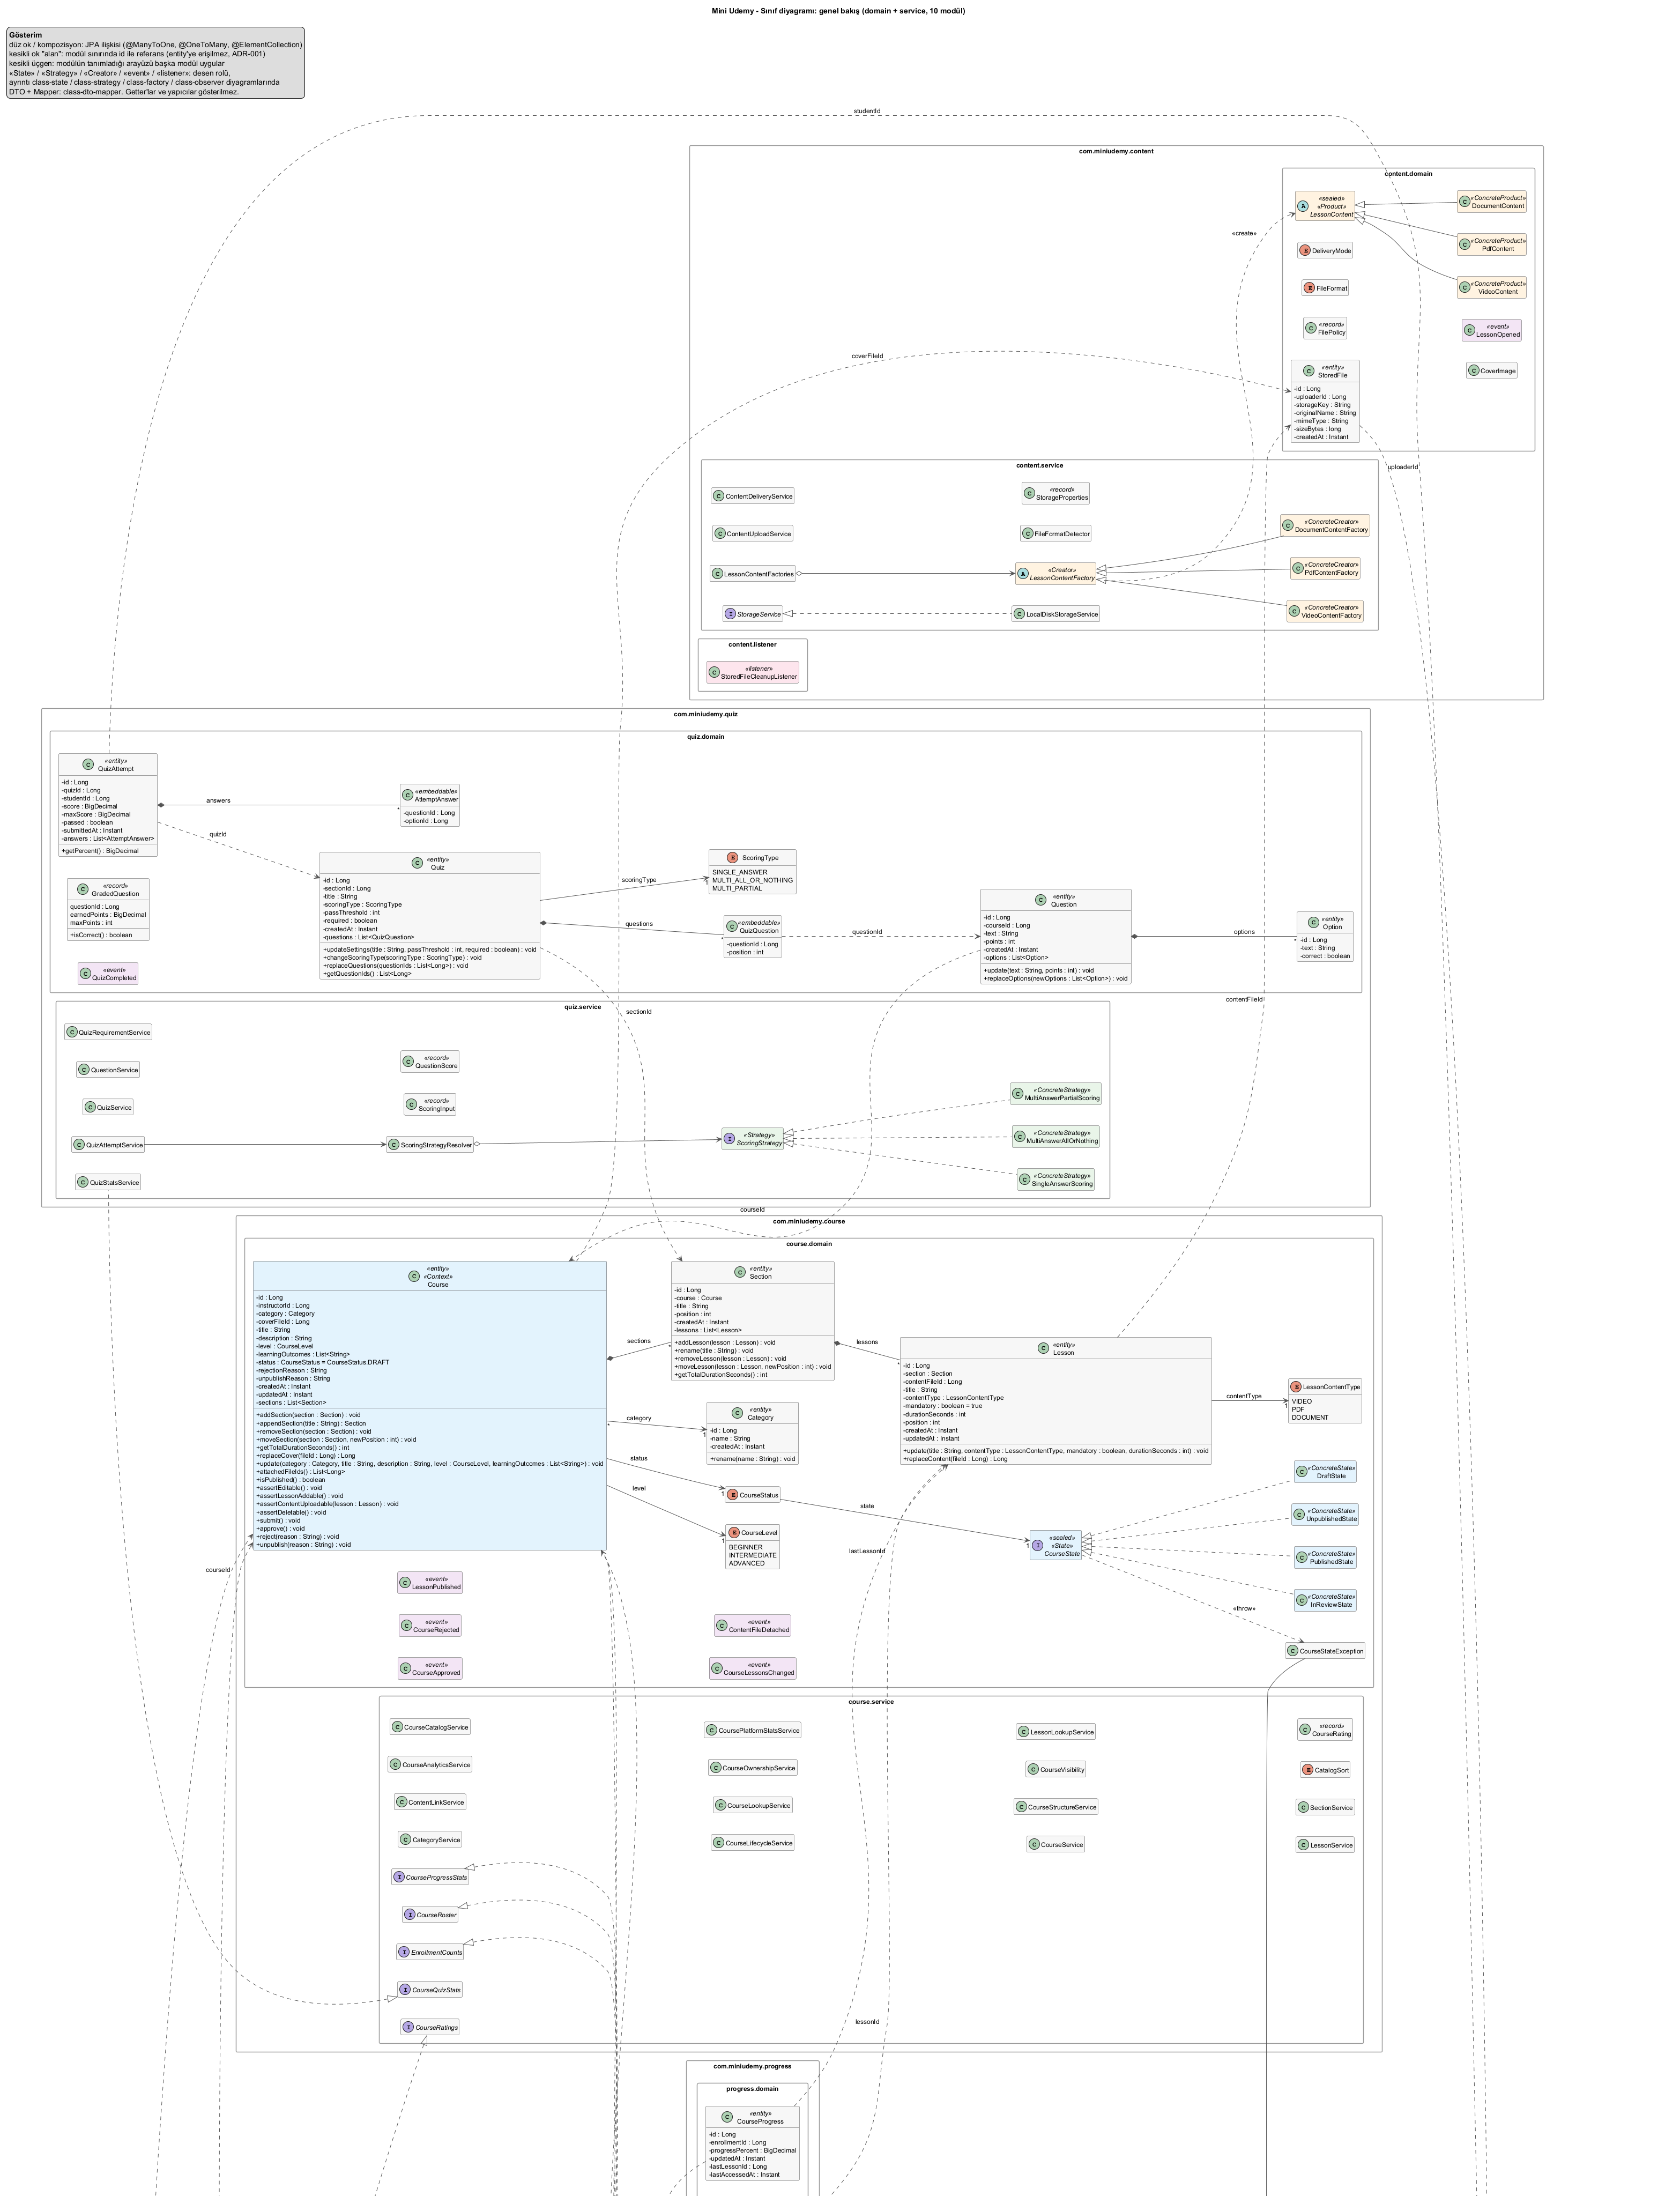 Mini Udemy - Sınıf diyagramı: genel bakış (domain + service, 10 modül)
Gösterim
düz ok / kompozisyon: JPA ilişkisi (@ManyToOne, @OneToMany, @ElementCollection)
kesikli ok "alan": modül sınırında id ile referans (entity'ye erişilmez, ADR-001)
kesikli üçgen: modülün tanımladığı arayüzü başka modül uygular
«State» / «Strategy» / «Creator» / «event» / «listener»: desen rolü,
ayrıntı class-state / class-strategy / class-factory / class-observer diyagramlarında
DTO + Mapper: class-dto-mapper. Getter'lar ve yapıcılar gösterilmez.
studentId
com.miniudemy.content
content.domain
«sealed»
«Product»
LessonContent
«ConcreteProduct»
DocumentContent
«ConcreteProduct»
PdfContent
«ConcreteProduct»
VideoContent
«create»
DeliveryMode
FileFormat
«record»
FilePolicy
«event»
LessonOpened
CoverImage
coverFileId
«entity»
StoredFile
-id : Long
-uploaderId : Long
-storageKey : String
-originalName : String
-mimeType : String
-sizeBytes : long
-createdAt : Instant
uploaderId
content.service
ContentDeliveryService
«record»
StorageProperties
ContentUploadService
FileFormatDetector
«ConcreteCreator»
DocumentContentFactory
LessonContentFactories
«Creator»
LessonContentFactory
«ConcreteCreator»
PdfContentFactory
StorageService
LocalDiskStorageService
«ConcreteCreator»
VideoContentFactory
content.listener
«listener»
StoredFileCleanupListener
com.miniudemy.quiz
quiz.domain
«entity»
QuizAttempt
-id : Long
-quizId : Long
-studentId : Long
-score : BigDecimal
-maxScore : BigDecimal
-passed : boolean
-submittedAt : Instant
-answers : List<AttemptAnswer>
+getPercent() : BigDecimal
answers
*
«embeddable»
AttemptAnswer
-questionId : Long
-optionId : Long
quizId
«record»
GradedQuestion
questionId : Long
earnedPoints : BigDecimal
maxPoints : int
+isCorrect() : boolean
«event»
QuizCompleted
«entity»
Quiz
-id : Long
-sectionId : Long
-title : String
-scoringType : ScoringType
-passThreshold : int
-required : boolean
-createdAt : Instant
-questions : List<QuizQuestion>
+updateSettings(title : String, passThreshold : int, required : boolean) : void
+changeScoringType(scoringType : ScoringType) : void
+replaceQuestions(questionIds : List<Long>) : void
+getQuestionIds() : List<Long>
scoringType
1
ScoringType
SINGLE_ANSWER
MULTI_ALL_OR_NOTHING
MULTI_PARTIAL
questions
*
«embeddable»
QuizQuestion
-questionId : Long
-position : int
questionId
«entity»
Question
-id : Long
-courseId : Long
-text : String
-points : int
-createdAt : Instant
-options : List<Option>
+update(text : String, points : int) : void
+replaceOptions(newOptions : List<Option>) : void
options
*
«entity»
Option
-id : Long
-text : String
-correct : boolean
sectionId
contentFileId
quiz.service
QuizRequirementService
QuestionService
«record»
QuestionScore
QuizService
«record»
ScoringInput
«ConcreteStrategy»
MultiAnswerPartialScoring
QuizAttemptService
ScoringStrategyResolver
«Strategy»
ScoringStrategy
«ConcreteStrategy»
MultiAnswerAllOrNothing
QuizStatsService
«ConcreteStrategy»
SingleAnswerScoring
courseId
com.miniudemy.course
course.domain
«entity»
«Context»
Course
-id : Long
-instructorId : Long
-category : Category
-coverFileId : Long
-title : String
-description : String
-level : CourseLevel
-learningOutcomes : List<String>
-status : CourseStatus = CourseStatus.DRAFT
-rejectionReason : String
-unpublishReason : String
-createdAt : Instant
-updatedAt : Instant
-sections : List<Section>
+addSection(section : Section) : void
+appendSection(title : String) : Section
+removeSection(section : Section) : void
+moveSection(section : Section, newPosition : int) : void
+getTotalDurationSeconds() : int
+replaceCover(fileId : Long) : Long
+update(category : Category, title : String, description : String, level : CourseLevel, learningOutcomes : List<String>) : void
+attachedFileIds() : List<Long>
+isPublished() : boolean
+assertEditable() : void
+assertLessonAddable() : void
+assertContentUploadable(lesson : Lesson) : void
+assertDeletable() : void
+submit() : void
+approve() : void
+reject(reason : String) : void
+unpublish(reason : String) : void
sections
*
«entity»
Section
-id : Long
-course : Course
-title : String
-position : int
-createdAt : Instant
-lessons : List<Lesson>
+addLesson(lesson : Lesson) : void
+rename(title : String) : void
+removeLesson(lesson : Lesson) : void
+moveLesson(lesson : Lesson, newPosition : int) : void
+getTotalDurationSeconds() : int
lessons
*
«entity»
Lesson
-id : Long
-section : Section
-contentFileId : Long
-title : String
-contentType : LessonContentType
-mandatory : boolean = true
-durationSeconds : int
-position : int
-createdAt : Instant
-updatedAt : Instant
+update(title : String, contentType : LessonContentType, mandatory : boolean, durationSeconds : int) : void
+replaceContent(fileId : Long) : Long
contentType
1
LessonContentType
VIDEO
PDF
DOCUMENT
category
*
1
«entity»
Category
-id : Long
-name : String
-createdAt : Instant
+rename(name : String) : void
status
1
CourseStatus
state
1
level
1
CourseLevel
BEGINNER
INTERMEDIATE
ADVANCED
«sealed»
«State»
CourseState
«ConcreteState»
DraftState
«ConcreteState»
UnpublishedState
«ConcreteState»
PublishedState
«ConcreteState»
InReviewState
«throw»
CourseStateException
lastLessonId
courseId
«event»
LessonPublished
«event»
CourseRejected
«event»
ContentFileDetached
«event»
CourseApproved
«event»
CourseLessonsChanged
course.service
CourseCatalogService
CoursePlatformStatsService
LessonLookupService
«record»
CourseRating
CourseAnalyticsService
CourseOwnershipService
CourseVisibility
CatalogSort
ContentLinkService
CourseLookupService
CourseStructureService
SectionService
CategoryService
CourseLifecycleService
CourseService
LessonService
CourseProgressStats
CourseRoster
EnrollmentCounts
CourseQuizStats
CourseRatings
lessonId
com.miniudemy.progress
progress.domain
«entity»
CourseProgress
-id : Long
-enrollmentId : Long
-progressPercent : BigDecimal
-updatedAt : Instant
-lastLessonId : Long
-lastAccessedAt : Instant